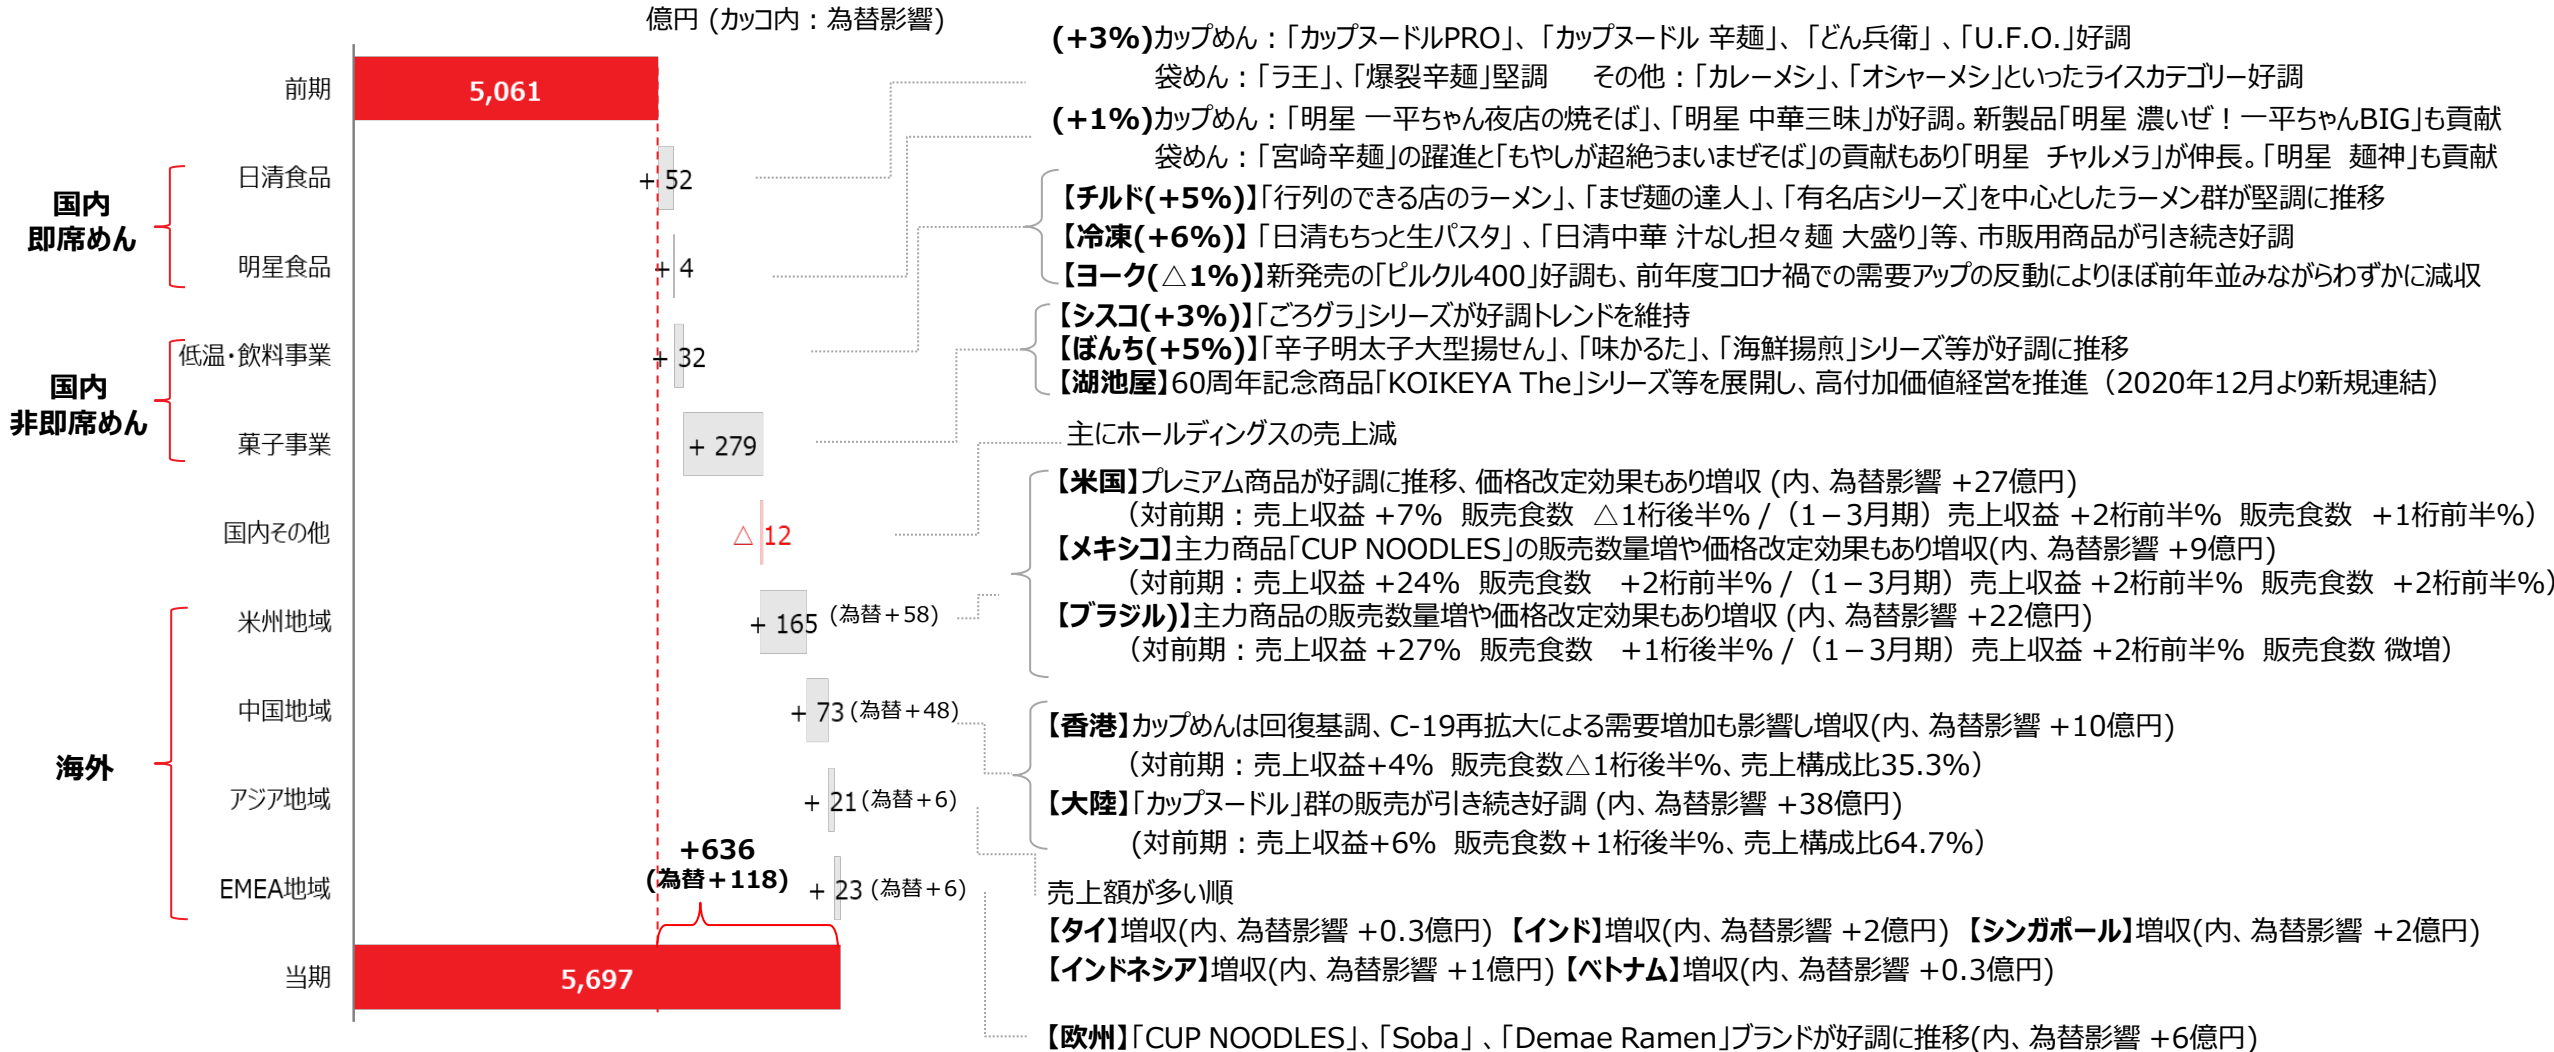 億円 (カッコ内：為替影響)
前期
5,061
国内
即席めん
日清食品
+ 52
明星食品
+ 4
国内
非即席めん
低温・飲料事業
+ 32
菓子事業
+ 279
国内その他
△ 12
海外
米州地域
+ 165 (為替+58)
中国地域
+ 73 (為替+48)
アジア地域
+ 21 (為替+6)
EMEA地域
+ 23 (為替+6)
+636
(為替+118)
当期
5,697
(+3%)カップめん：「カップヌードルPRO」、「カップヌードル 辛麺」、「どん兵衛」、「U.F.O.」好調
袋めん：「ラ王」、「爆裂辛麺」堅調 その他：「カレーメシ」、「オシャーメシ」といったライスカテゴリー好調
(+1%)カップめん：「明星 一平ちゃん夜店の焼そば」、「明星 中華三昧」が好調。新製品「明星 濃いぜ！一平ちゃんBIG」も貢献
袋めん：「宮崎辛麺」の躍進と「もやしが超絶うまいまぜそば」の貢献もあり「明星 チャルメラ」が伸長。「明星 麺神」も貢献
【チルド(+5%)】「行列のできる店のラーメン」、「まぜ麺の達人」、「有名店シリーズ」を中心としたラーメン群が堅調に推移
【冷凍(+6%)】「日清もちっと生パスタ」、「日清中華 汁なし担々麺 大盛り」等、市販用商品が引き続き好調
【ヨーク(△1%)】新発売の「ピルクル400」好調も、前年度コロナ禍での需要アップの反動によりほぼ前年並みながらわずかに減収
【シスコ(+3%)】「ごろグラ」シリーズが好調トレンドを維持
【ぼんち(+5%)】「辛子明太子大型揚せん」、「味かるた」、「海鮮揚煎」シリーズ等が好調に推移
【湖池屋】60周年記念商品「KOIKEYA The」シリーズ等を展開し、高付加価値経営を推進（2020年12月より新規連結）
主にホールディングスの売上減
【米国】プレミアム商品が好調に推移、価格改定効果もあり増収 (内、為替影響 +27億円)
（対前期：売上収益 +7% 販売食数 △1桁後半% /（1－3月期）売上収益 +2桁前半% 販売食数 +1桁前半%）
【メキシコ】主力商品「CUP NOODLES」の販売数量増や価格改定効果もあり増収(内、為替影響 +9億円)
（対前期：売上収益 +24% 販売食数 +2桁前半% /（1－3月期）売上収益 +2桁前半% 販売食数 +2桁前半%）
【ブラジル)】主力商品の販売数量増や価格改定効果もあり増収 (内、為替影響 +22億円)
（対前期：売上収益 +27% 販売食数 +1桁後半% /（1－3月期）売上収益 +2桁前半% 販売食数 微増）
【香港】カップめんは回復基調、C-19再拡大による需要増加も影響し増収(内、為替影響 +10億円)
（対前期：売上収益+4% 販売食数△1桁後半%、売上構成比35.3%）
【大陸】「カップヌードル」群の販売が引き続き好調 (内、為替影響 +38億円)
(対前期：売上収益+6% 販売食数+1桁後半%、売上構成比64.7%）
売上額が多い順
【タイ】増収(内、為替影響 +0.3億円) 【インド】増収(内、為替影響 +2億円) 【シンガポール】増収(内、為替影響 +2億円)
【インドネシア】増収(内、為替影響 +1億円)【ベトナム】増収(内、為替影響 +0.3億円)
【欧州】「CUP NOODLES」、「Soba」、「Demae Ramen」ブランドが好調に推移(内、為替影響 +6億円)